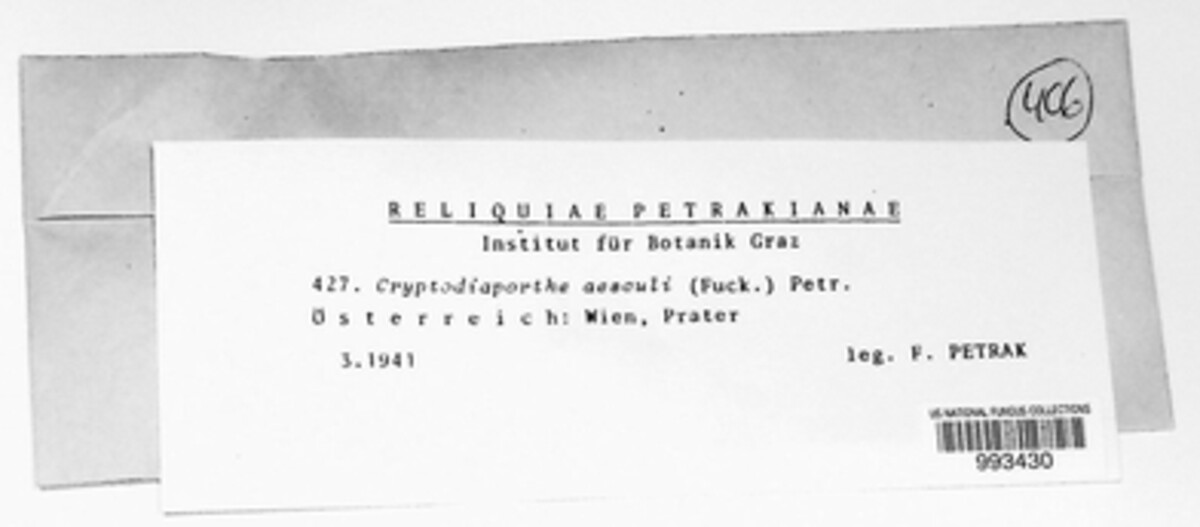 406
RELIQUIAE PETRAKIANAE
Institut für Botanik Graz
427. Cryptodiaporthe aesculi (Fuck.) Petr.
Österreich: Wien, Prater
3.1941
leg. F. PETRAK
US NATIONAL FUNGUS COLLECTIONS
993430